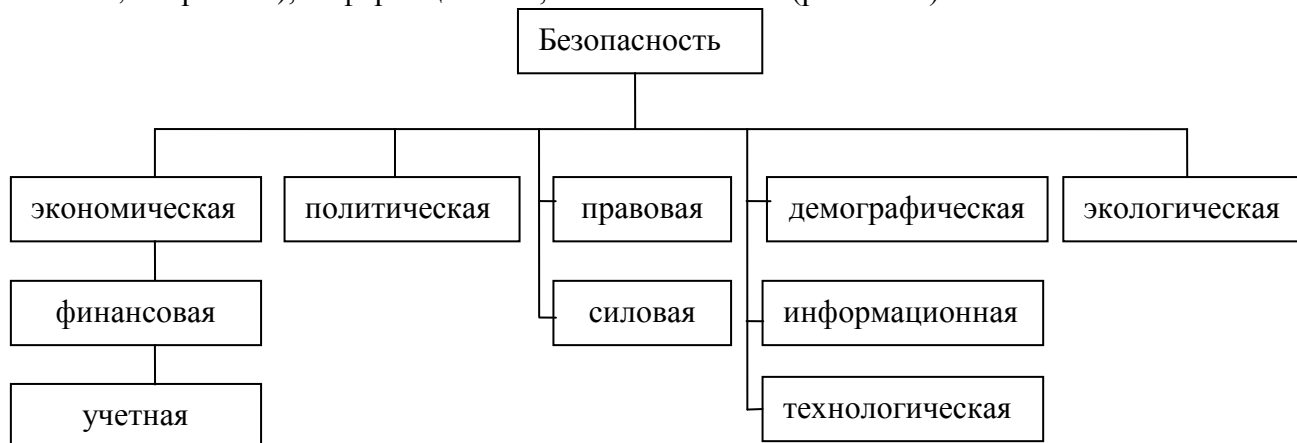 Безопасность
экономическая политическая правовая демографическая экологическая
финансовая силовая информационная
учетная технологическая